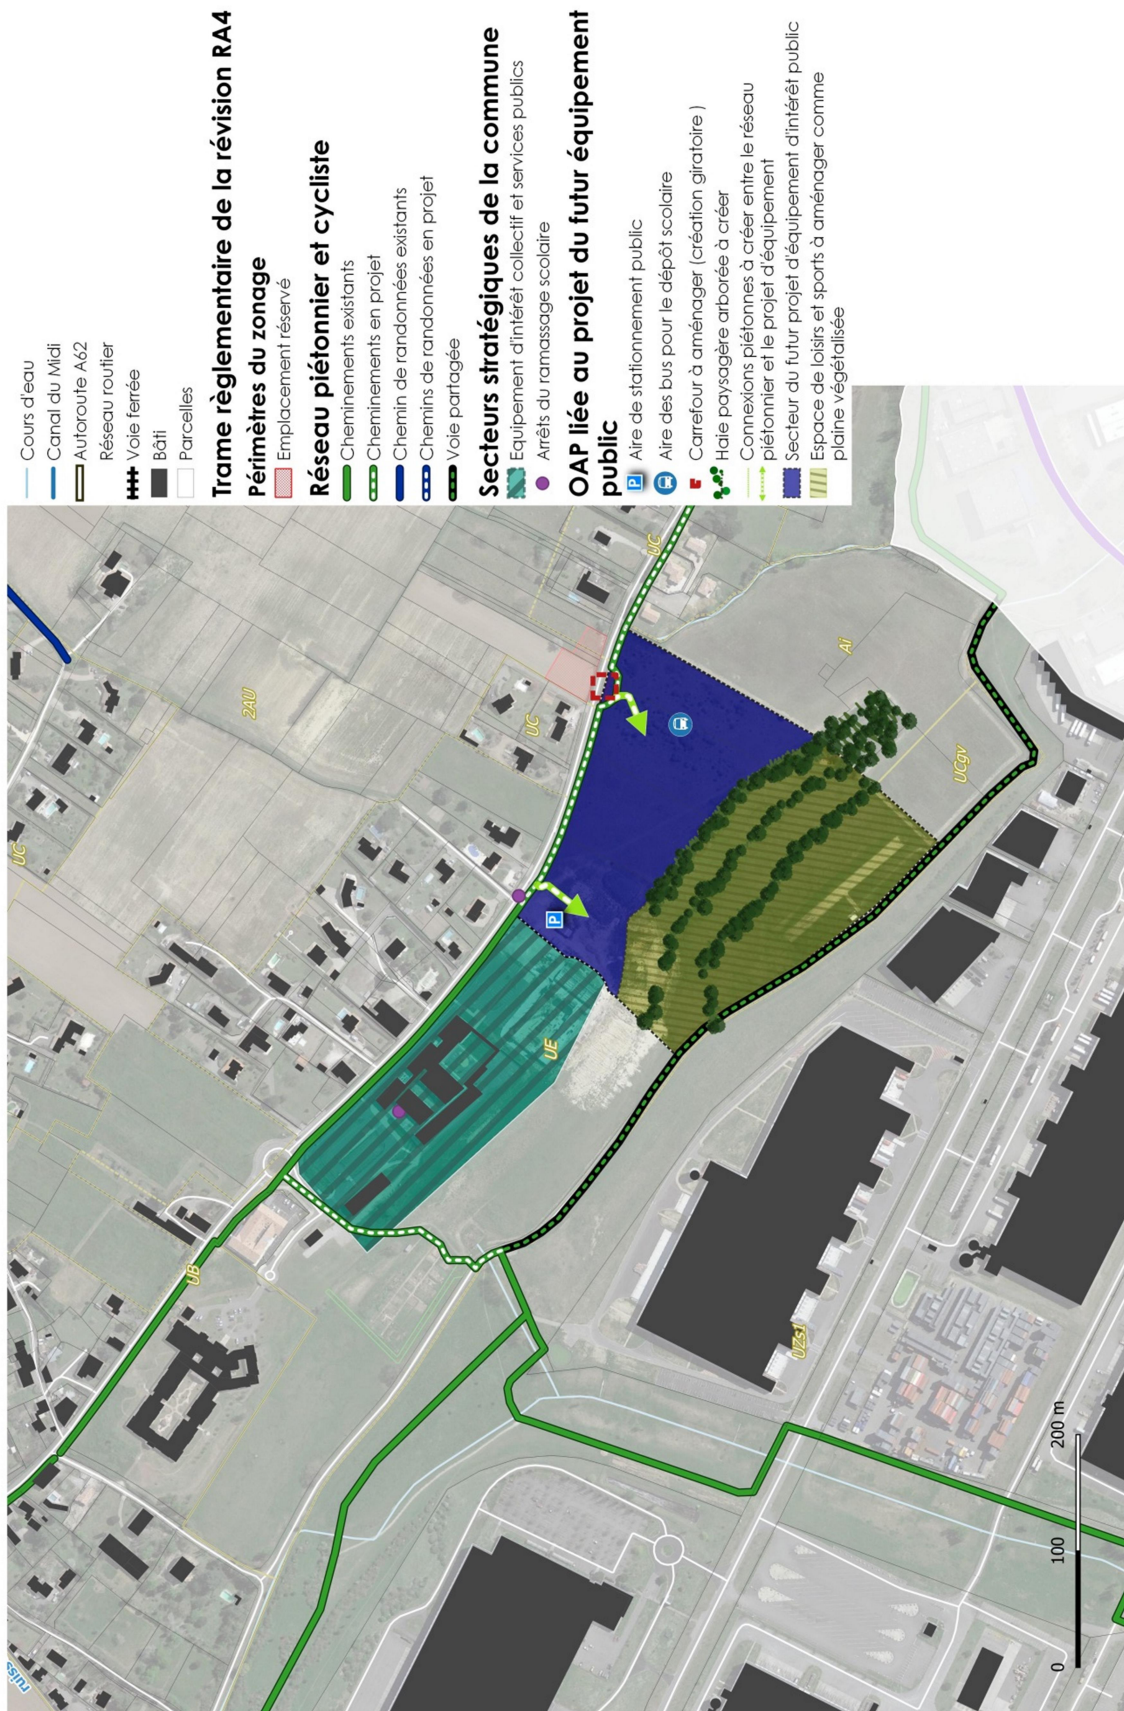 Cours d'eau
Canal du Midi
Autoroute A62
Réseau routier
Voie ferrée
Bâti
Parcelles
Trame règlementaire de la révision RA4
Périmètres du zonage
Emplacement réservé
Réseau piétonnier et cycliste
Cheminements existants
Cheminements en projet
Chemin de randonnées existants
Chemins de randonnées en projet
Voie partagée
Secteurs stratégiques de la commune
Equipement d'intérêt collectif et services publics
Arrêts du ramassage scolaire
OAP liée au projet du futur équipement
public
P Aire de stationnement public
Aire des bus pour le dépôt scolaire
Carrefour à aménager (création giratoire )
Haie paysagère arborée à créer
Connexions piétônnes à créer entre le réseau
piétonnier et le projet d'équipement
Secteur du futur projet d'équipement d'intérêt public
Espace de loisirs et sports à aménager comme
plaine végétalisée
UC
2AU
UC
UC
UB
UE
P
Ai
UCgv
UZs1
ruiss
0 100 200 m